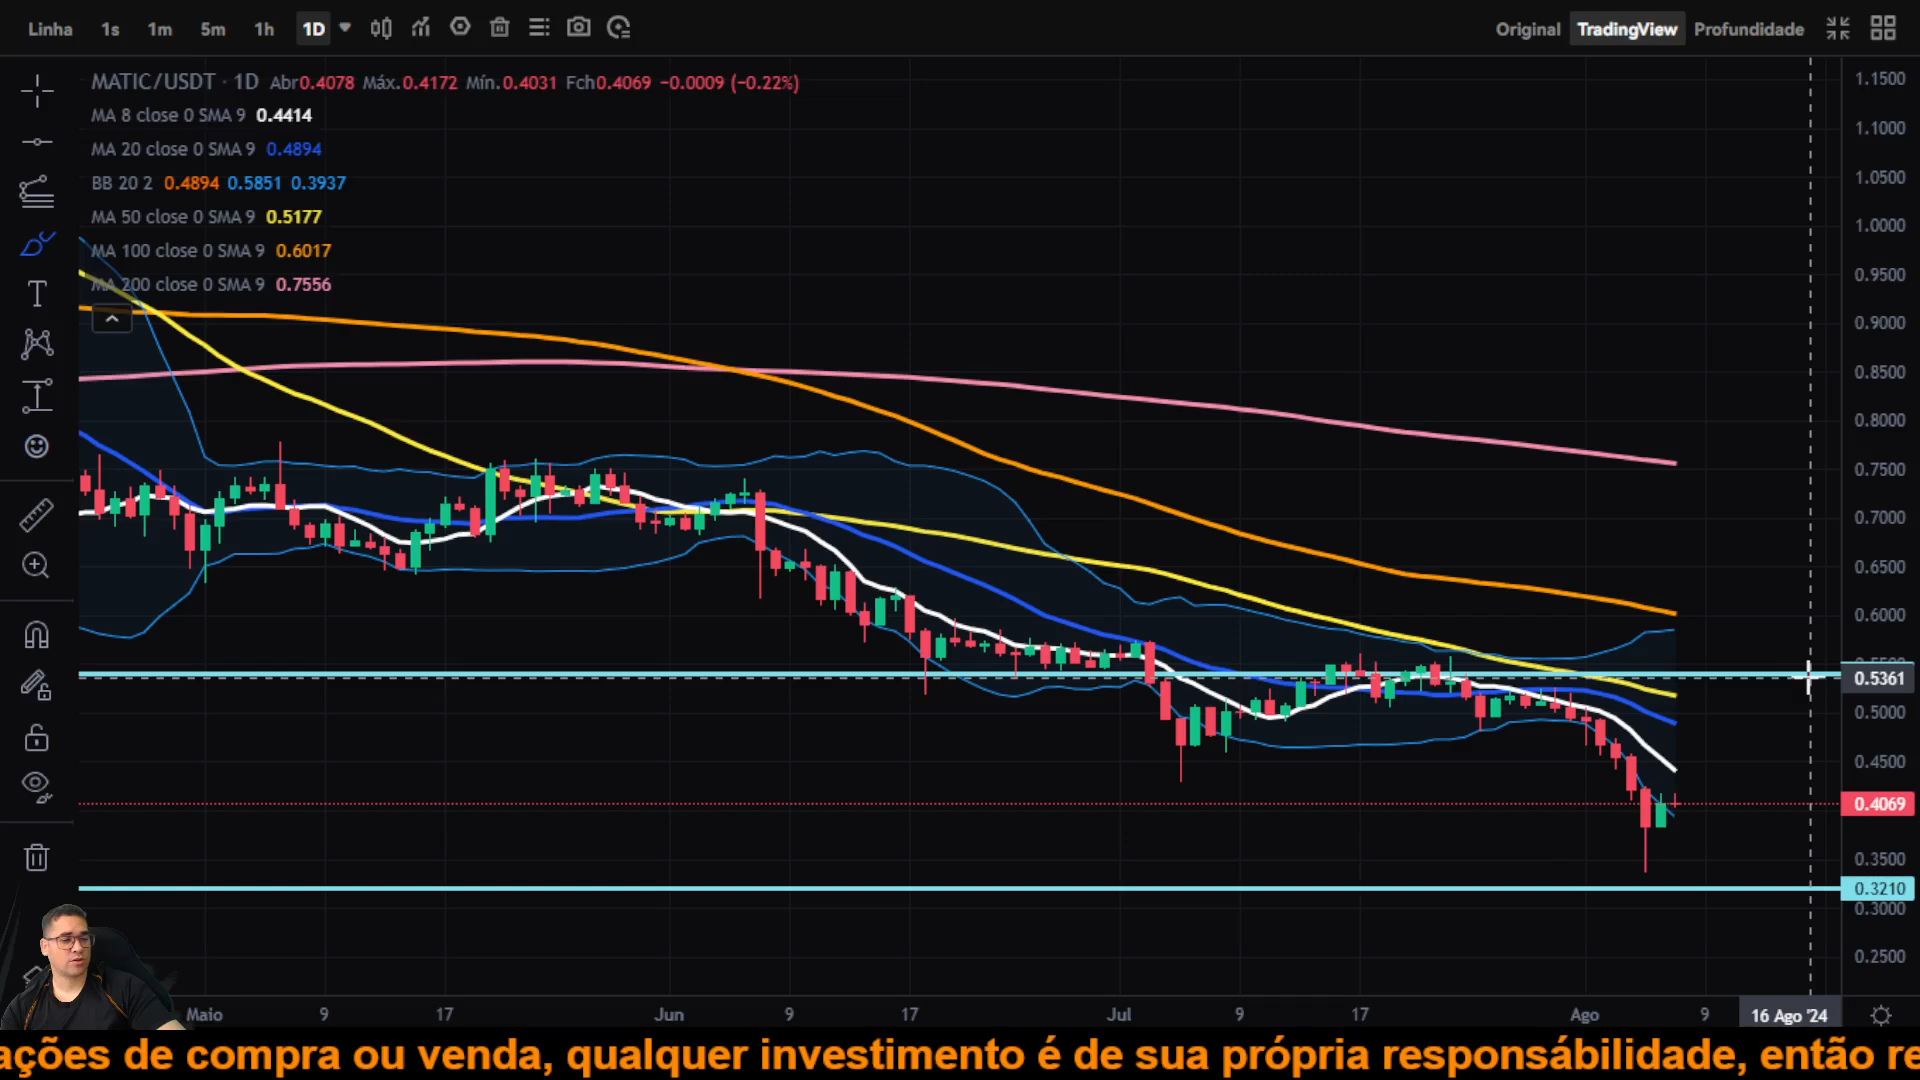 Linha 1s 1m 5m 1h 1D Original TradingView Profundidade
MATIC/USDT · 1D Abr0.4078 Máx.0.4172 Mín.0.4031 Fch0.4069 −0.0009 (−0.22%)
MA 8 close 0 SMA 9 0.4414
MA 20 close 0 SMA 9 0.4894
BB 20 2 0.4894 0.5851 0.3937
MA 50 close 0 SMA 9 0.5177
MA 100 close 0 SMA 9 0.6017
MA 200 close 0 SMA 9 0.7556
1.1500
1.1000
1.0500
1.0000
0.9500
0.9000
0.8500
0.8000
0.7500
0.7000
0.6500
0.6000
0.5361
0.5000
0.4500
0.4069
0.3500
0.3210
0.3000
0.2500
Maio 9 17 Jun 9 17 Jul 9 17 Ago 9 16 Ago '24
ações de compra ou venda, qualquer investimento é de sua própria responsábilidade, então re